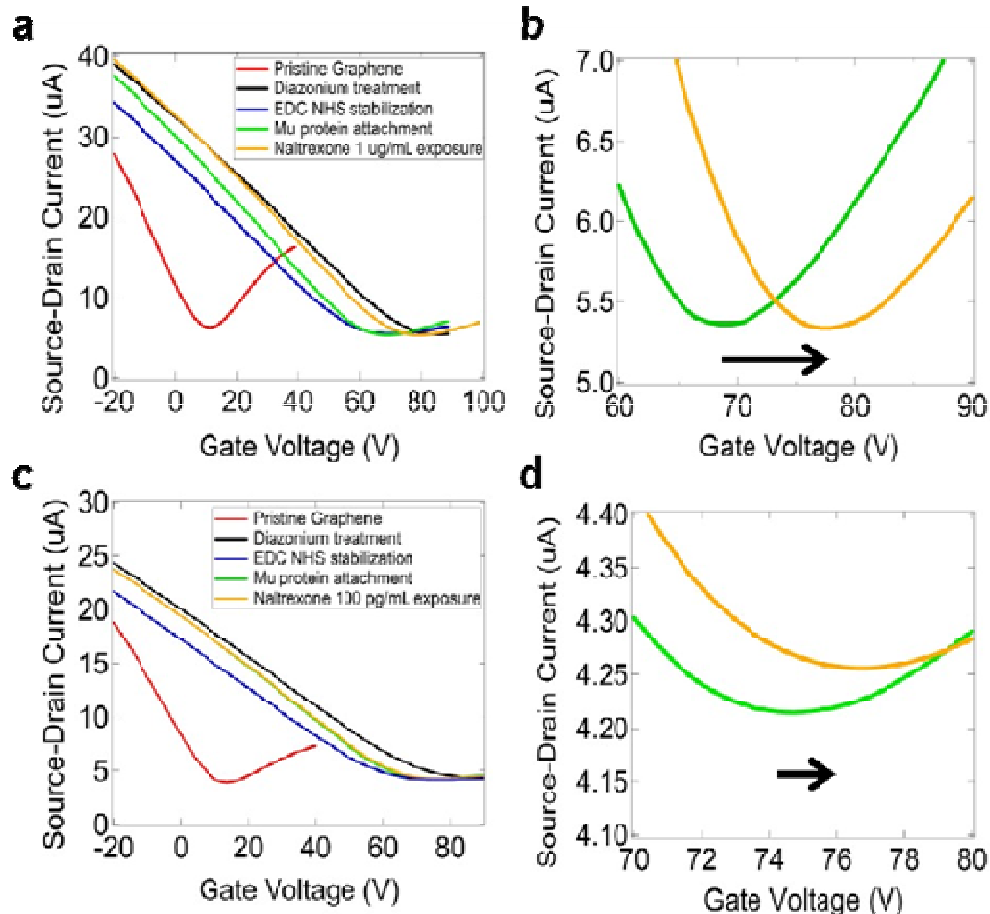 a
Source-Drain Current (uA)
40
30
20
10
0
Pristine Graphene
Diazonium treatment
EDC NHS stabilization
Mu protein attachment
Naltrexone 1 ug/mL exposure
-20 0 20 40 60 80 100
Gate Voltage (V)
b
Source-Drain Current (uA)
7.0
6.5
6.0
5.5
5.0
60 70 80 90
Gate Voltage (V)
c
Source-Drain Current (uA)
30
25
20
15
10
5
0
Pristine Graphene
Diazonium treatment
EDC NHS stabilization
Mu protein attachment
Naltrexone 100 pg/mL exposure
-20 0 20 40 60 80
Gate Voltage (V)
d
Source-Drain Current (uA)
4.40
4.35
4.30
4.25
4.20
4.15
4.10
70 72 74 76 78 80
Gate Voltage (V)